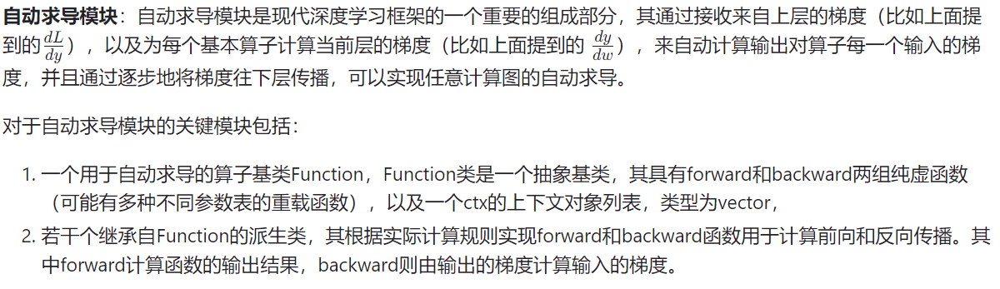 自动求导模块：自动求导模块是现代深度学习框架的一个重要的组成部分，其通过接收来自上层的梯度（比如上面提
到的$\frac{dL}{dy}$），以及为每个基本算子计算当前层的梯度（比如上面提到的 $\frac{dy}{dw}$），来自动计算输出对算子每一个输入的梯
度，并且通过逐步地将梯度往下层传播，可以实现任意计算图的自动求导。
对于自动求导模块的关键模块包括：
1. 一个用于自动求导的算子基类Function，Function类是一个抽象基类，其具有forward和backward两组纯虚函数
（可能有多种不同参数表的重载函数），以及一个ctx的上下文对象列表，类型为vector，
2. 若干个继承自Function的派生类，其根据实际计算规则实现forward和backward函数用于计算前向和反向传播。其
中forward计算函数的输出结果，backward则由输出的梯度计算输入的梯度。